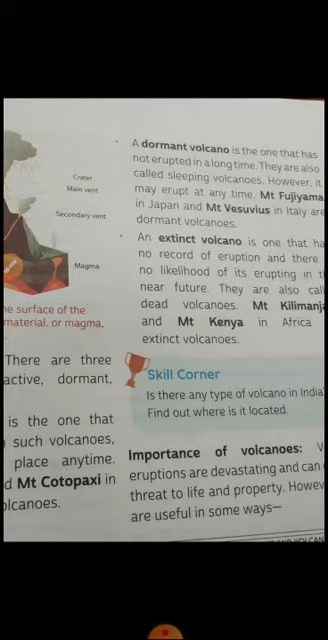 Crater
Main vent
Secondary vent
Magma
surface of the
material, or magma,
There are three
active, dormant,
is the one that
such volcanoes,
place anytime.
Mt Cotopaxi in
• A dormant volcano is the one that has
not erupted in a long time. They are also
called sleeping volcanoes. However, it
may erupt at any time. Mt Fujiyama
in Japan and Mt Vesuvius in Italy are
dormant volcanoes.
• An extinct volcano is one that
no record of eruption and there
no likelihood of its erupting in
near future. They are also
dead volcanoes. Mt
and Mt Kenya in Africa
extinct volcanoes.
Skill Corner
Is there any type of volcano in India
Find out where is it located.
Importance of volcanoes:
eruptions are devastating and can
threat to life and property.
are useful in some ways—
AND